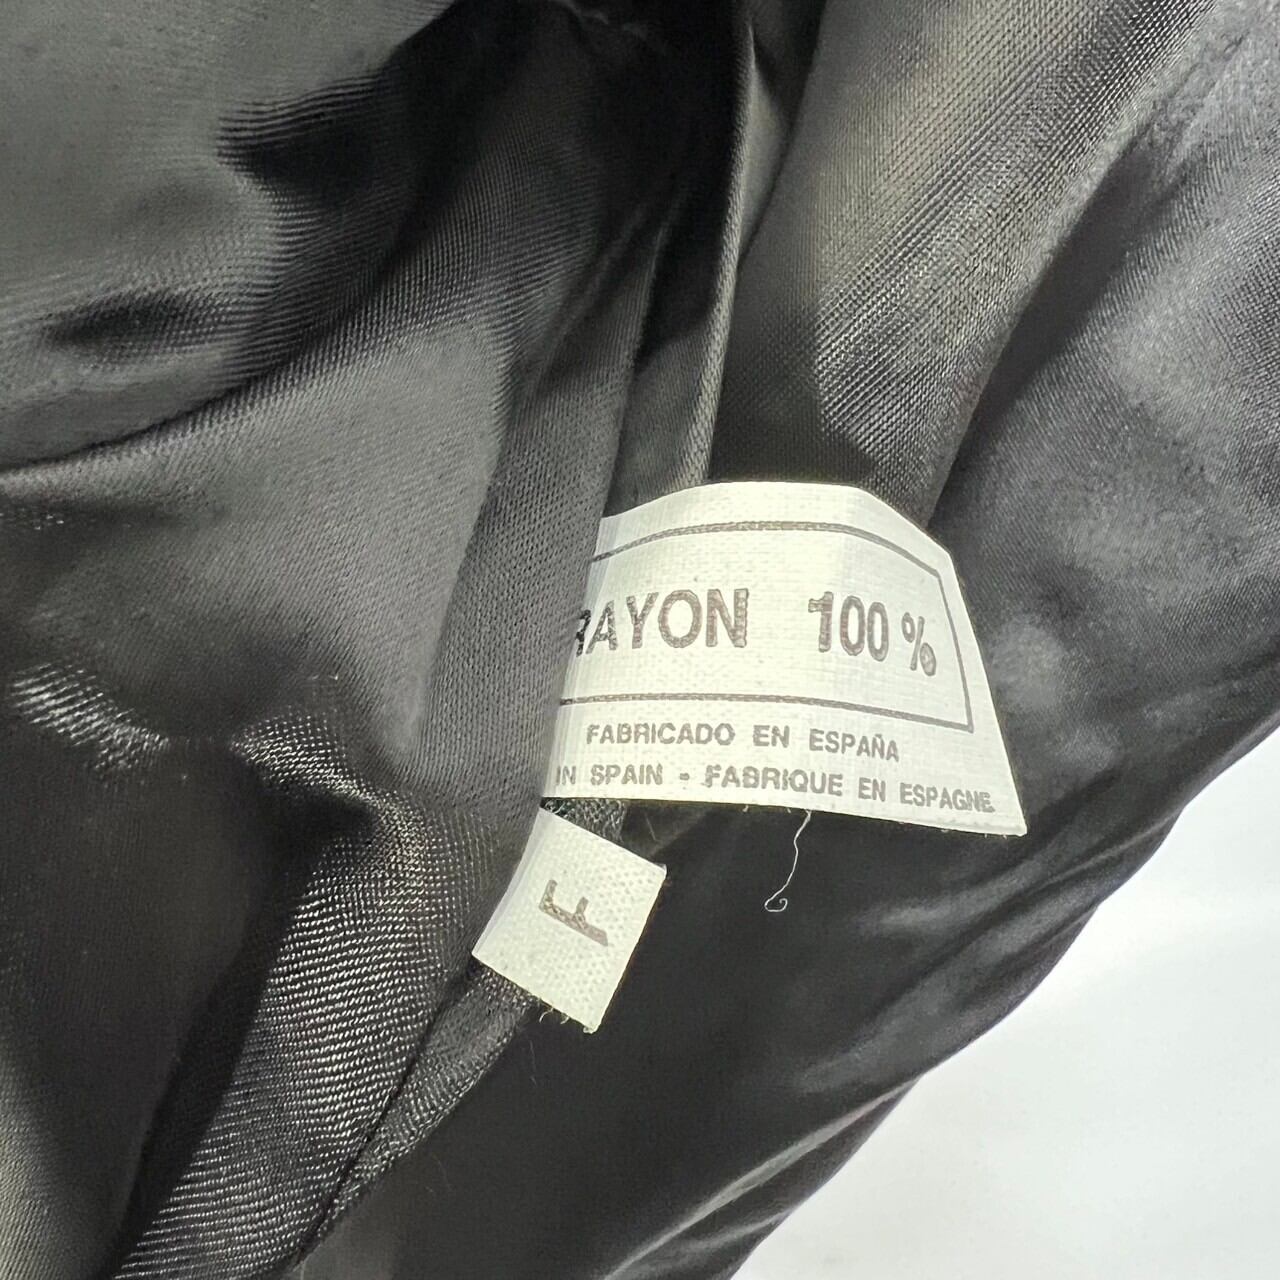 RAYON 100%
FABRICADO EN ESPAÑA
IN SPAIN - FABRIQUE EN ESPAGNE
F